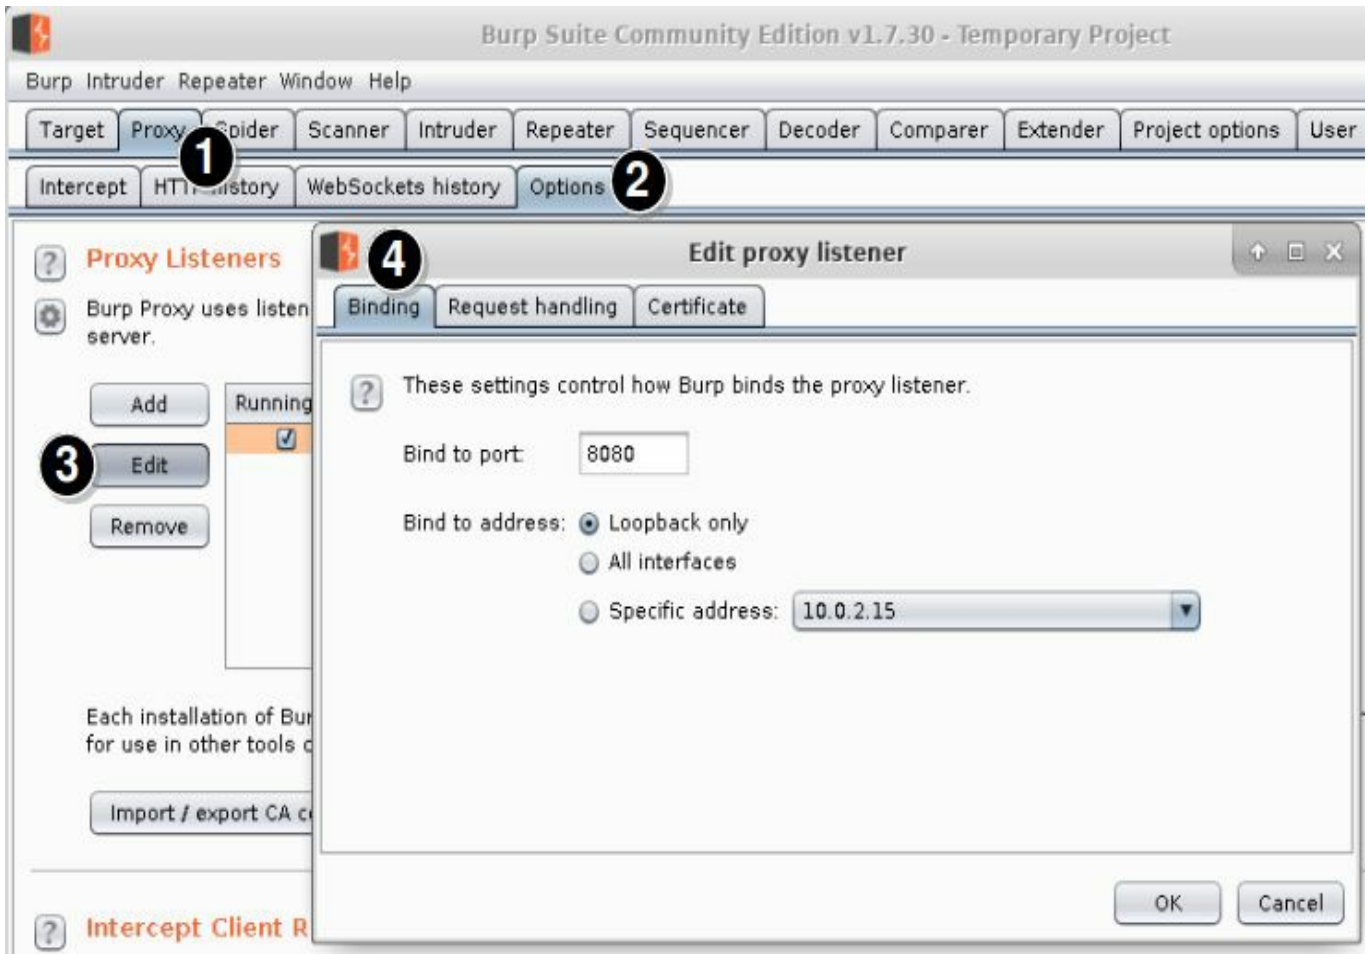 Burp Suite Community Edition v1.7.30 - Temporary Project
Burp Intruder Repeater Window Help
Target Proxy Spider Scanner Intruder Repeater Sequencer Decoder Comparer Extender Project options User
1
Intercept HTTP history WebSockets history Options 2
Proxy Listeners
4
Edit proxy listener
Burp Proxy uses listen
server.
Binding Request handling Certificate
These settings control how Burp binds the proxy listener.
Add Running
3 Edit
Remove
Bind to port: 8080
Bind to address: Loopback only
All interfaces
Specific address: 10.0.2.15
Each installation of Bur
for use in other tools o
Import / export CA c
OK Cancel
Intercept Client R